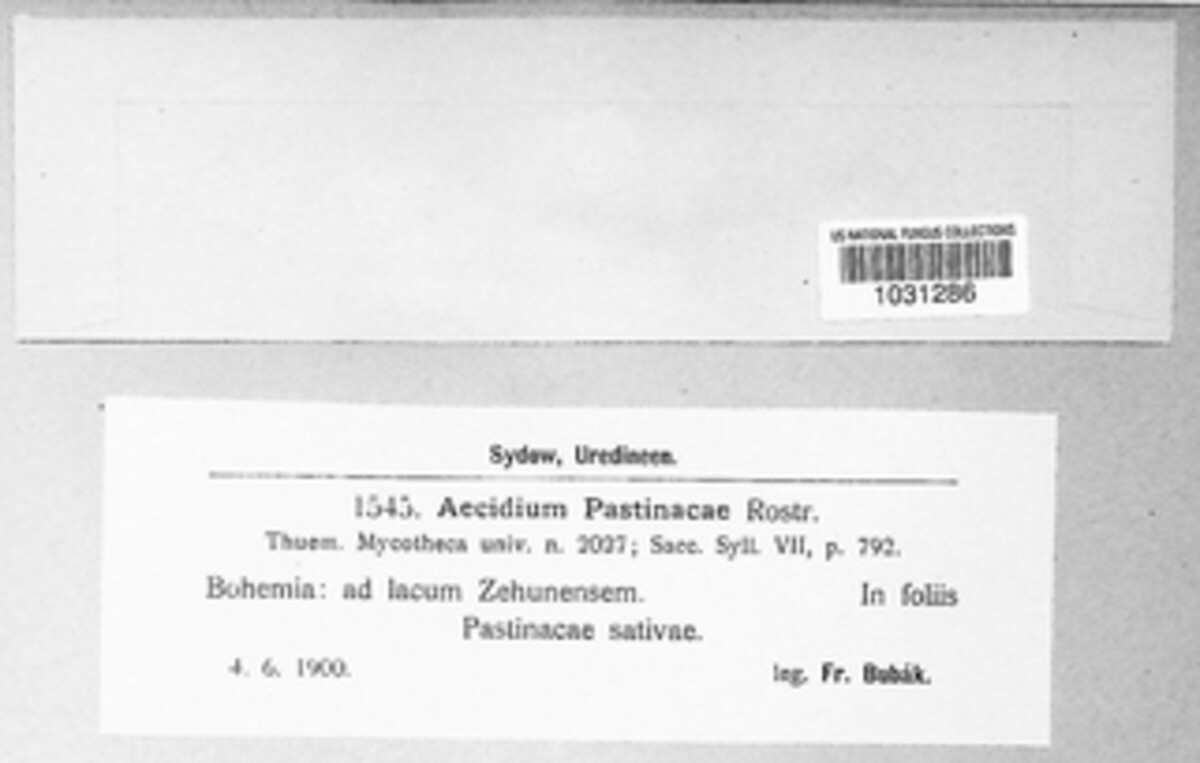 US NATIONAL FUNGUS COLLECTIONS
1031286
Sydow, Uredineen.
1545. Aecidium Pastinacae Rostr.
Thuem. Mycotheca univ. n. 2027; Sacc. Syll. VII, p. 792.
Bohemia: ad lacum Zehunensem. In foliis
Pastinacae sativae.
4. 6. 1900. leg. Fr. Bubák.